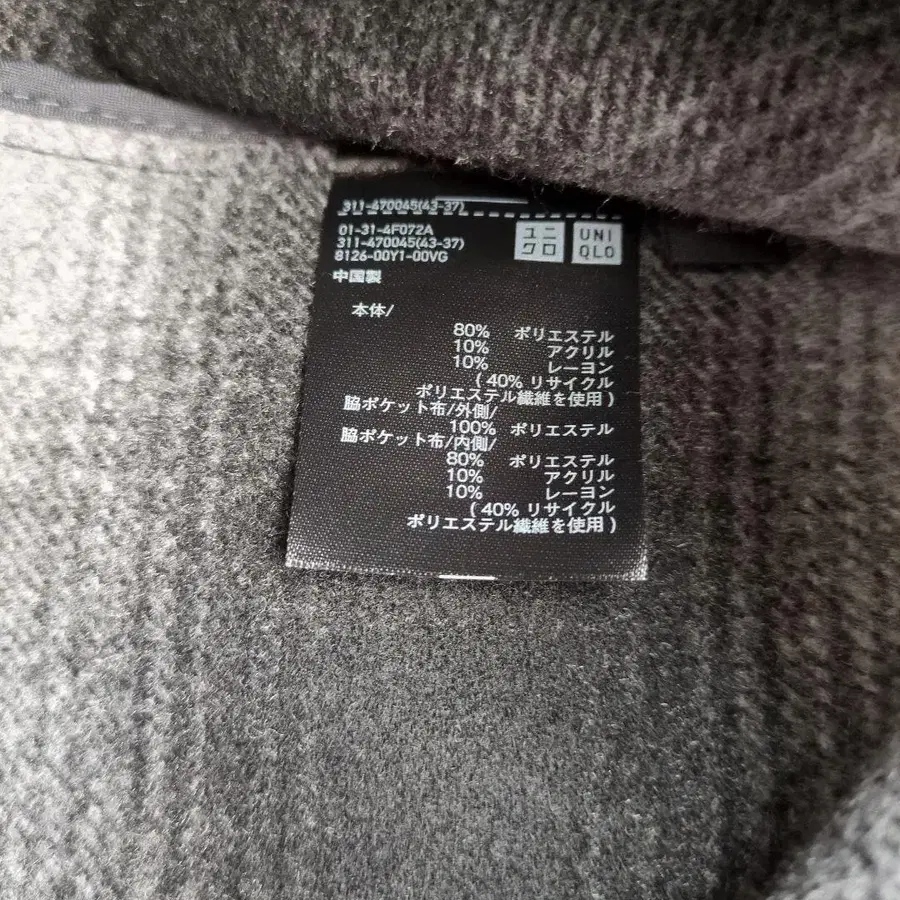 311-470045(43-37)
01-31-4F072A
311-470045(43-37)
8126-00Y1-00VG
ユニ
クロ
UNI
QLO
中国製
本体/
80% ポリエステル
10% アクリル
10% レーヨン
( 40% リサイクル
ポリエステル繊維を使用 )
脇ポケット布/外側/
100% ポリエステル
脇ポケット布/内側/
80% ポリエステル
10% アクリル
10% レーヨン
( 40% リサイクル
ポリエステル繊維を使用 )